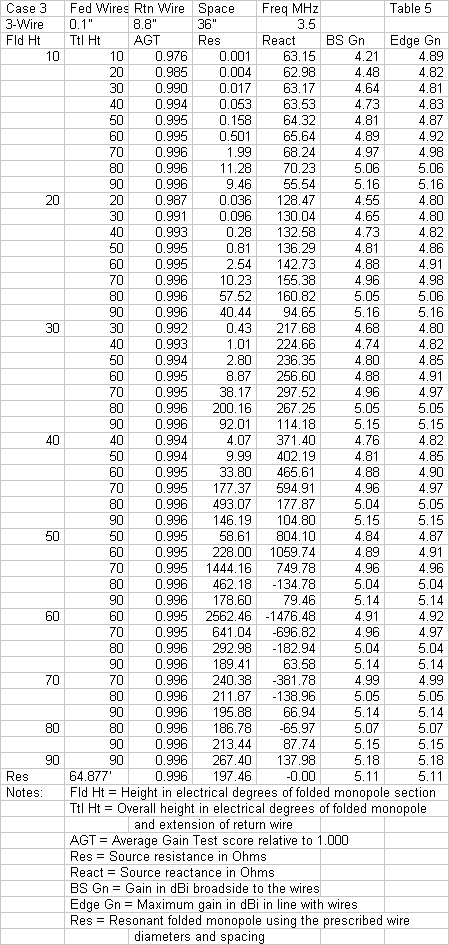 Case 3 Fed Wires Rtn Wire Space Freq MHz Table 5
3-Wire 0.1" 8.8" 36" 3.5
Fld Ht Ttl Ht AGT Res React BS Gn Edge Gn
10 10 0.976 0.001 63.15 4.21 4.89
20 0.985 0.004 62.98 4.48 4.82
30 0.990 0.017 63.17 4.64 4.81
40 0.994 0.053 63.53 4.73 4.83
50 0.995 0.158 64.32 4.81 4.87
60 0.995 0.501 65.64 4.89 4.92
70 0.996 1.99 68.24 4.97 4.98
80 0.996 11.28 70.23 5.06 5.06
90 0.996 9.46 55.54 5.16 5.16
20 20 0.987 0.036 128.47 4.55 4.80
30 0.991 0.096 130.04 4.65 4.80
40 0.993 0.28 132.58 4.73 4.82
50 0.995 0.81 136.29 4.81 4.86
60 0.995 2.54 142.73 4.88 4.91
70 0.996 10.23 155.38 4.96 4.98
80 0.996 57.52 160.82 5.05 5.06
90 0.996 40.44 94.65 5.16 5.16
30 30 0.992 0.43 217.68 4.68 4.80
40 0.993 1.01 224.66 4.74 4.82
50 0.994 2.80 236.35 4.80 4.85
60 0.995 8.87 256.60 4.88 4.91
70 0.995 38.17 297.52 4.96 4.97
80 0.996 200.16 267.25 5.05 5.05
90 0.996 92.01 114.18 5.15 5.15
40 40 0.994 4.07 371.40 4.76 4.82
50 0.994 9.99 402.19 4.81 4.85
60 0.995 33.80 465.61 4.88 4.90
70 0.995 177.37 594.91 4.96 4.97
80 0.996 493.07 177.87 5.04 5.05
90 0.996 146.19 104.80 5.15 5.15
50 50 0.995 58.61 804.10 4.84 4.87
60 0.995 228.00 1059.74 4.89 4.91
70 0.995 1444.16 749.78 4.96 4.96
80 0.996 462.18 -134.78 5.04 5.04
90 0.996 178.60 79.46 5.14 5.14
60 60 0.995 2562.46 -1476.48 4.91 4.92
70 0.995 641.04 -696.82 4.96 4.97
80 0.996 292.98 -182.94 5.04 5.04
90 0.996 189.41 63.58 5.14 5.14
70 70 0.996 240.38 -381.78 4.99 4.99
80 0.996 211.87 -138.96 5.05 5.05
90 0.996 195.88 66.94 5.14 5.14
80 80 0.996 186.78 -65.97 5.07 5.07
90 0.996 213.44 87.74 5.15 5.15
90 90 0.996 267.40 137.98 5.18 5.18
Res 64.877' 0.996 197.46 -0.00 5.11 5.11
Notes: Fld Ht = Height in electrical degrees of folded monopole section
Ttl Ht = Overall height in electrical degrees of folded monopole
and extension of return wire
AGT = Average Gain Test score relative to 1.000
Res = Source resistance in Ohms
React = Source reactance in Ohms
BS Gn = Gain in dBi broadside to the wires
Edge Gn = Maximum gain in dBi in line with wires
Res = Resonant folded monopole using the prescribed wire
diameters and spacing